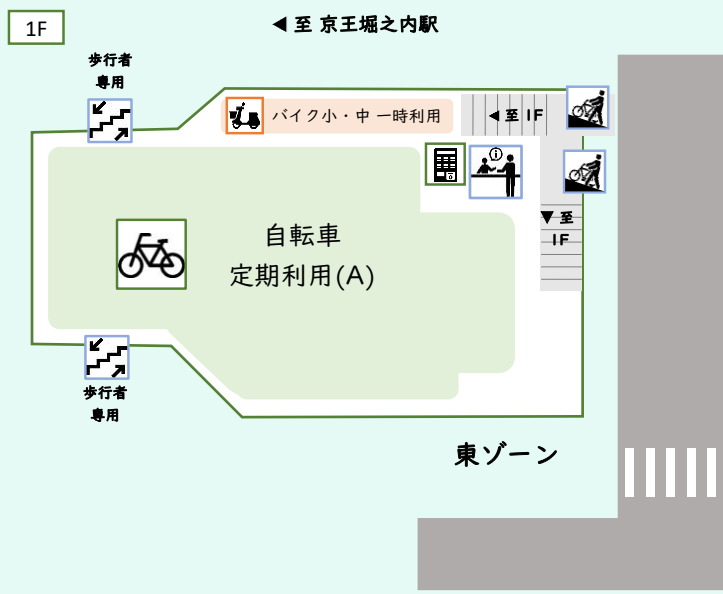 1F
◀ 至 京王堀之内駅
歩行者
専用
バイク小・中 一時利用
◀ 至 1F
▼ 至
1F
自転車
定期利用(A)
歩行者
専用
東ゾーン